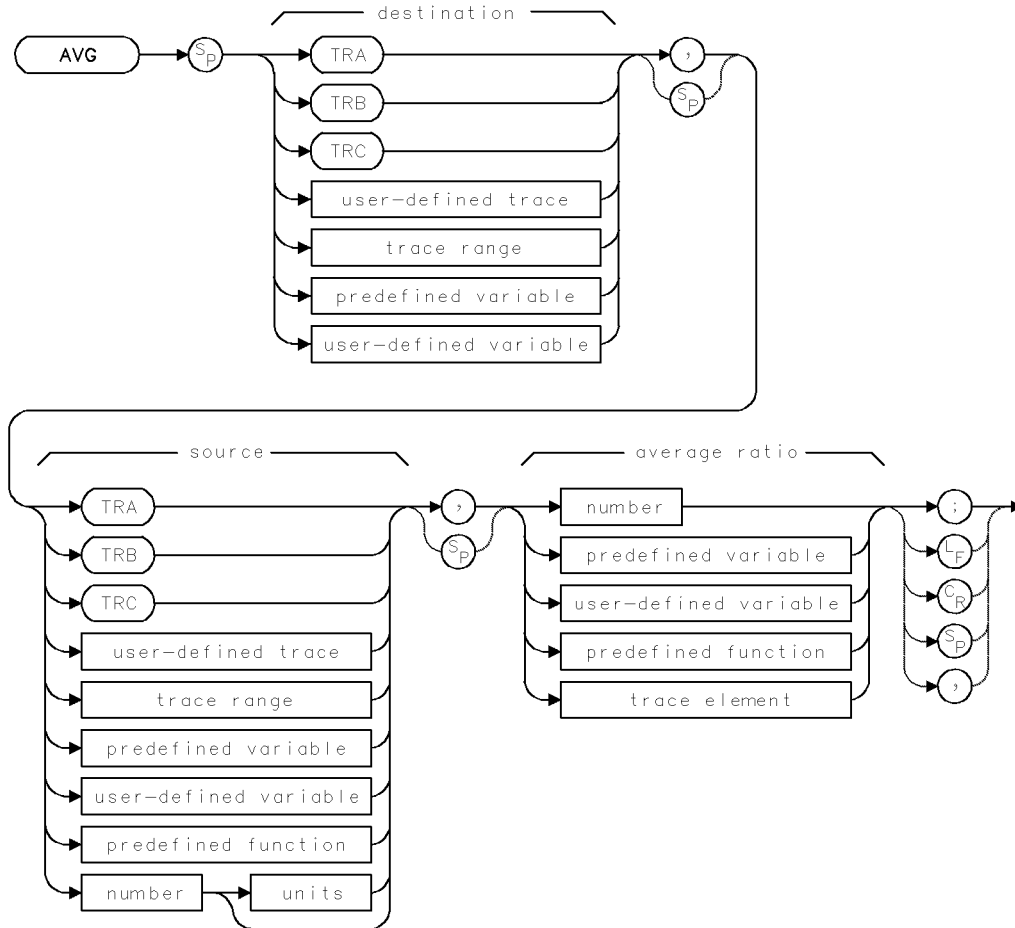 destination
AVG
SP
TRA
,
TRB
SP
TRC
user-defined trace
trace range
predefined variable
user-defined variable
source
average ratio
TRA
,
number
;
TRB
SP
predefined variable
LF
TRC
user-defined variable
CR
user-defined trace
predefined function
SP
trace range
trace element
,
predefined variable
user-defined variable
predefined function
number
units